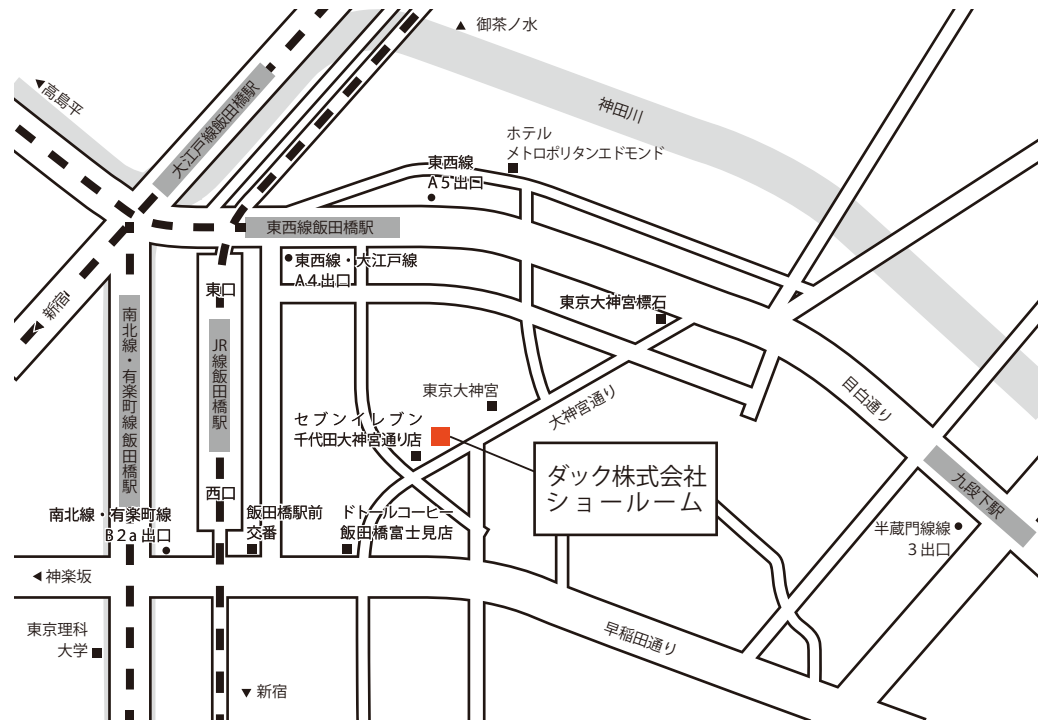 ▲ 御茶ノ水
◀高島平
大江戸線飯田橋駅
神田川
ホテル
メトロポリタンエドモンド
東西線
A5出口
東西線飯田橋駅
東西線・大江戸線
A4出口
東口
◀新宿
南北線・有楽町線飯田橋駅
JR線飯田橋駅
東京大神宮標石
東京大神宮
大神宮通り
目白通り
セブンイレブン
千代田大神宮通り店
ダック株式会社
ショールーム
九段下駅
西口
南北線・有楽町線
B2a出口
飯田橋駅前
交番
ドトールコーヒー
飯田橋富士見店
半蔵門線線
3出口
◀神楽坂
東京理科
大学
早稲田通り
▼新宿